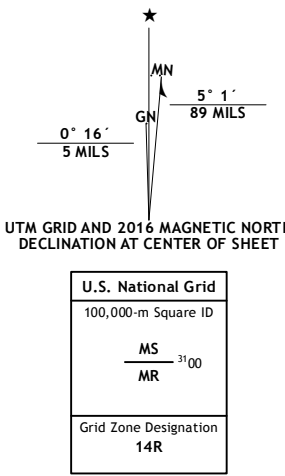 ★
MN
GN
5° 1´
89 MILS
0° 16´
5 MILS
UTM GRID AND 2016 MAGNETIC NORTH
DECLINATION AT CENTER OF SHEET
U.S. National Grid
100,000-m Square ID
MS
3100
MR
Grid Zone Designation
14R